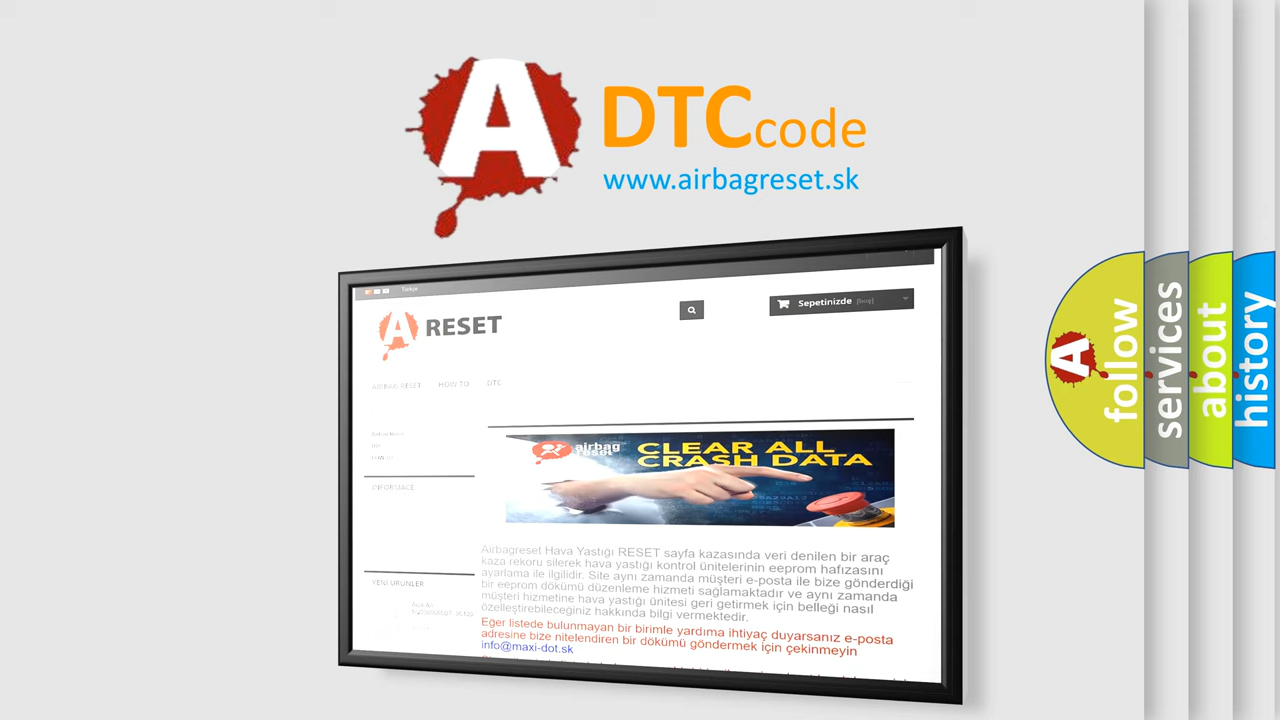 A
DTCcode
www.airbagreset.sk
Türkçe
A RESET
Sepetinizde
AIRBAG RESET HOW TO DTC
INFORMACE
airbag
reset
CLEAR ALL
CRASH DATA
YENİ ÜRÜNLER
Airbagreset Hava Yastığı RESET sayfa kazasında veri denilen bir araç
kaza rekoru silerek hava yastığı kontrol ünitelerinin eeprom hafızasını
ayarlama ile ilgilidir. Site aynı zamanda müşteri e-posta ile bize gönderdiği
bir eeprom dökümü düzenleme hizmeti sağlamaktadır ve aynı zamanda
müşteri hizmetine hava yastığı ünitesi geri getirmek için belleği nasıl
özelleştirebileceğiniz hakkında bilgi vermektedir.
Eğer listede bulunmayan bir birimle yardıma ihtiyaç duyarsanız e-posta
adresine bize nitelendiren bir dökümü göndermek için çekinmeyin
info@maxi-dot.sk
A
follow
services
about
history